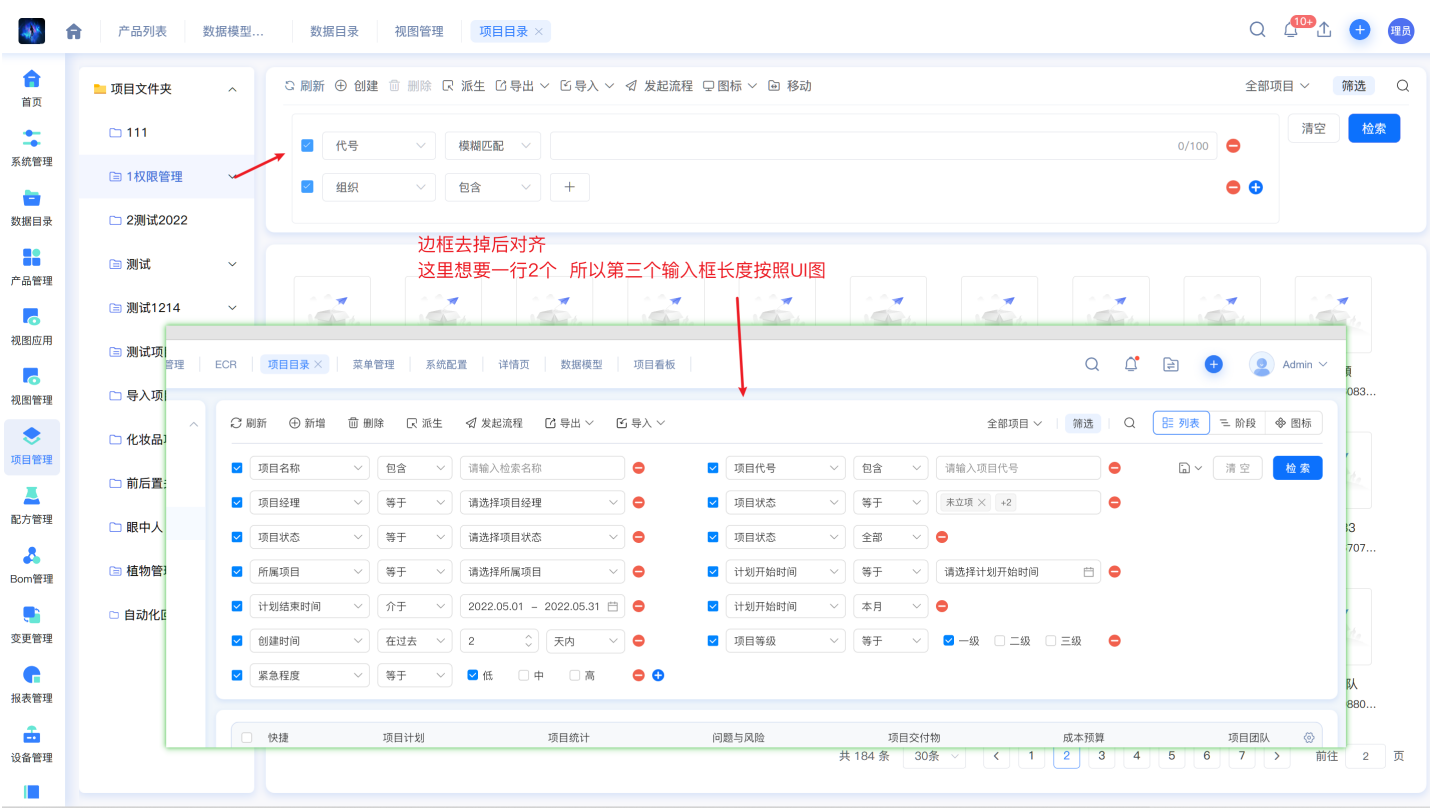 产品列表 数据模型... 数据目录 视图管理 项目目录 10+ 理员
首页
系统管理
数据目录
产品管理
视图应用
视图管理
项目管理
配方管理
Bom管理
变更管理
报表管理
设备管理
项目文件夹
111
1权限管理
2测试2022
测试
测试1214
测试项
导入项
化妆品
前后置
眼中人
植物管
自动化
刷新 创建 删除 派生 导出 导入 发起流程 图标 移动 全部项目 筛选
代号 模糊匹配 0/100 清空 检索
组织 包含
边框去掉后对齐
这里想要一行2个 所以第三个输入框长度按照UI图
管理 ECR 项目目录 菜单管理 系统配置 详情页 数据模型 项目看板 Admin
刷新 新增 删除 派生 发起流程 导出 导入 全部项目 筛选 列表 阶段 图标
项目名称 包含 请输入检索名称 项目代号 包含 请输入项目代号 清 空 检 索
项目经理 等于 请选择项目经理 项目状态 等于 未立项 +2
项目状态 等于 请选择项目状态 项目状态 全部
所属项目 等于 请选择所属项目 计划开始时间 等于 请选择计划开始时间
计划结束时间 介于 2022.05.01 ~ 2022.05.31 计划开始时间 本月
创建时间 在过去 2 天内 项目等级 等于 一级 二级 三级
紧急程度 等于 低 中 高
快捷 项目计划 项目统计 问题与风险 项目交付物 成本预算 项目团队
083...
33
707...
队
880...
共 184 条 30条 1 2 3 4 5 6 7 前往 2 页